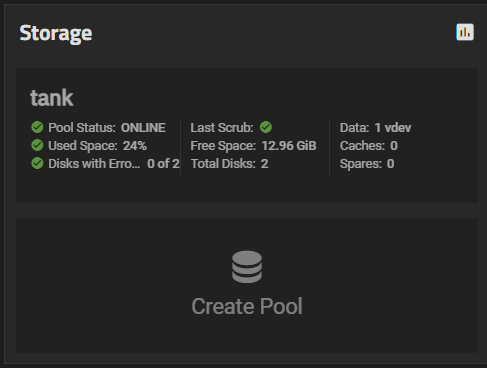 Storage
tank
Pool Status: ONLINE
Used Space: 24%
Disks with Erro... 0 of 2
Last Scrub:
Free Space: 12.96 GiB
Total Disks: 2
Data: 1 vdev
Caches: 0
Spares: 0
Create Pool